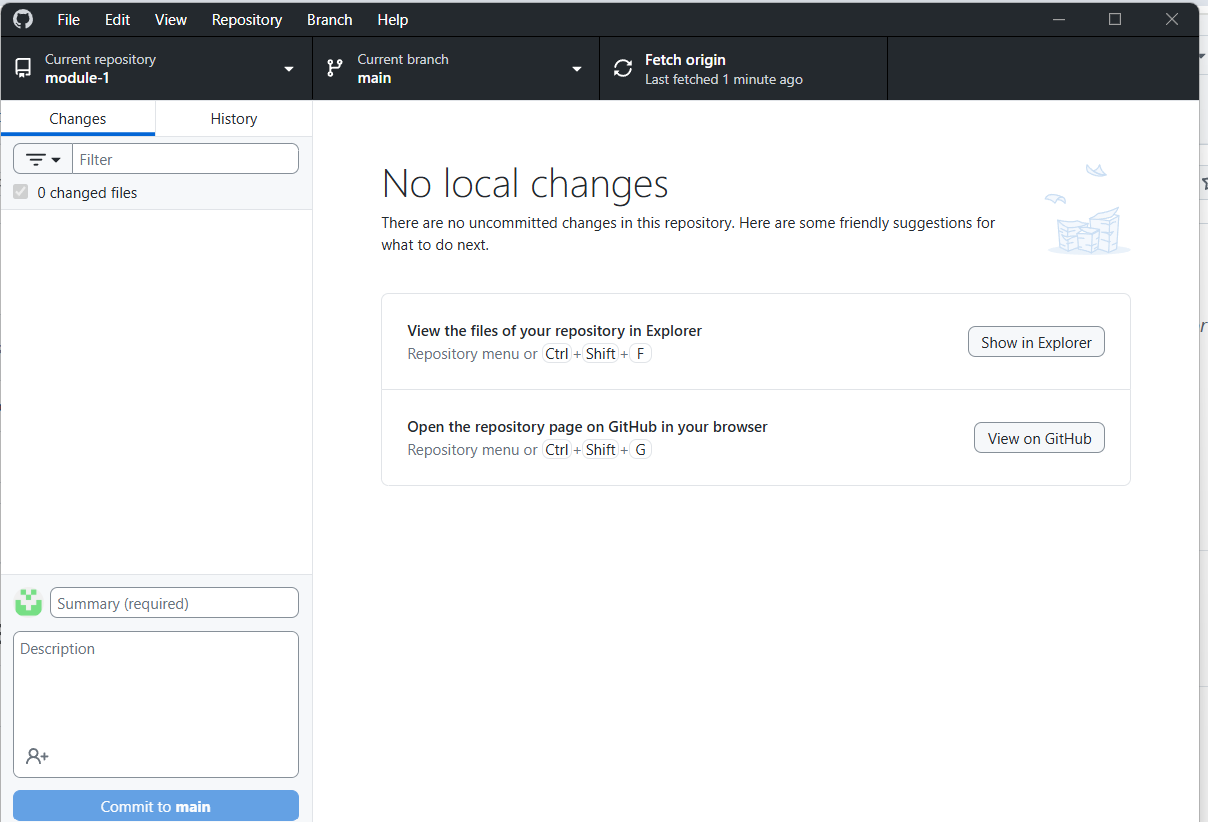 File Edit View Repository Branch Help
Current repository
module-1
Current branch
main
Fetch origin
Last fetched 1 minute ago
Changes
History
Filter
0 changed files
No local changes
There are no uncommitted changes in this repository. Here are some friendly suggestions for
what to do next.
View the files of your repository in Explorer
Repository menu or Ctrl + Shift + F
Show in Explorer
Open the repository page on GitHub in your browser
Repository menu or Ctrl + Shift + G
View on GitHub
Summary (required)
Description
Commit to main